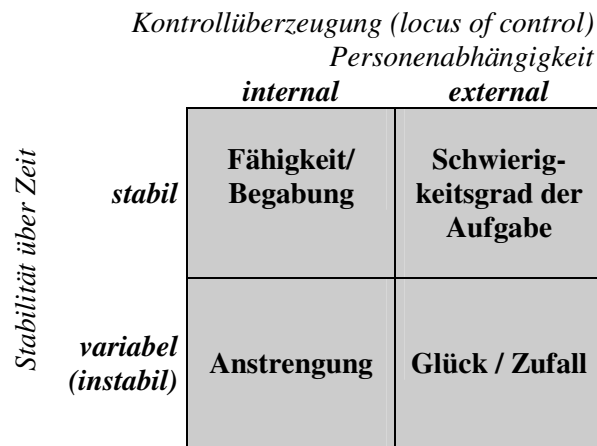 Kontrollüberzeugung (locus of control)
Personenabhängigkeit
internal external
Stabilität über Zeit
stabil
Fähigkeit/
Begabung
Schwierig-
keitsgrad der
Aufgabe
variabel
(instabil)
Anstrengung
Glück / Zufall